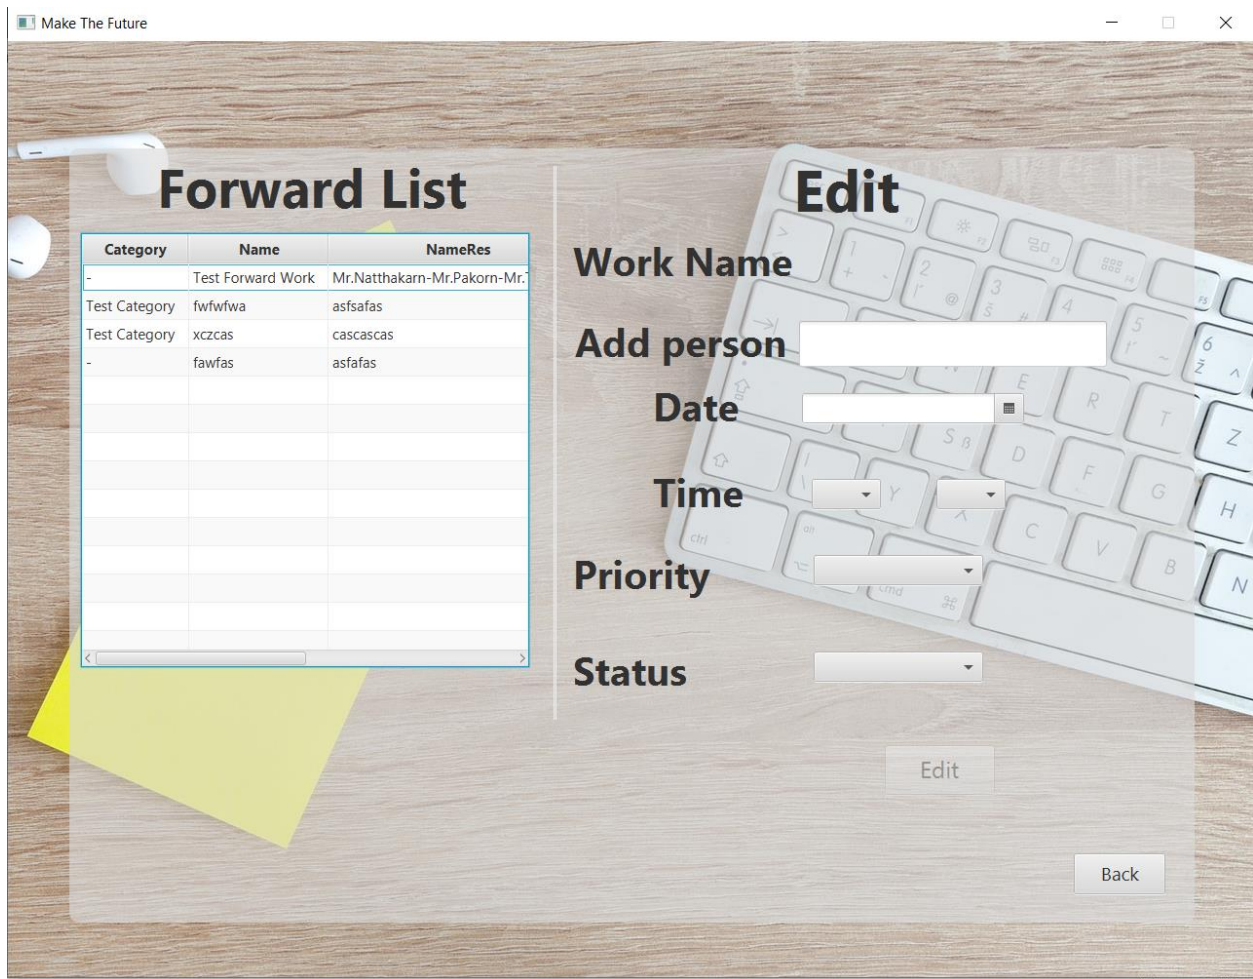 Make The Future
Forward List
Category Name NameRes
- Test Forward Work Mr.Natthakarn-Mr.Pakorn-Mr.
Test Category fwfwfwa asfsafas
Test Category xczcas cascascas
- fawfas asfafas
Edit
Work Name
Add person
Date
Time
Priority
Status
Edit
Back